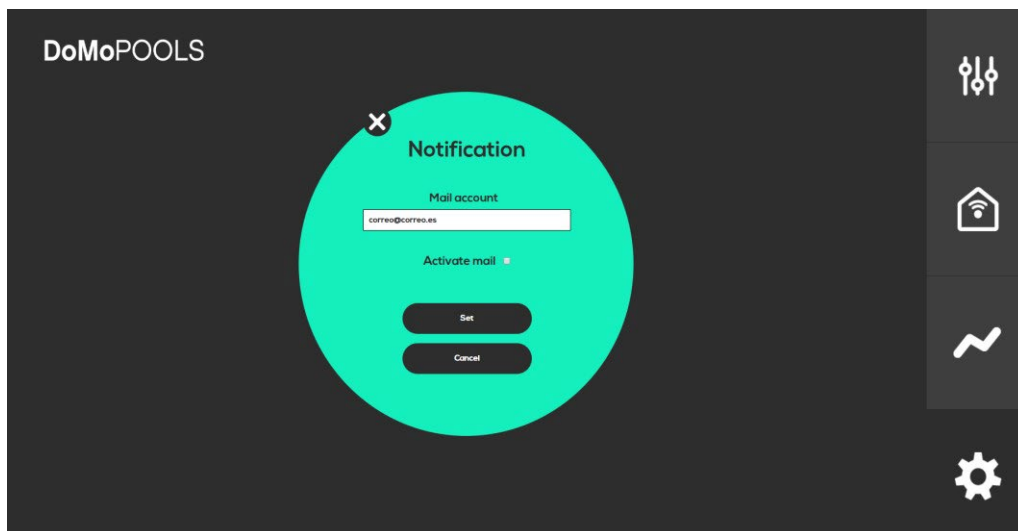 DoMoPOOLS
Notification
Mail account
correo@correo.es
Activate mail
Set
Cancel